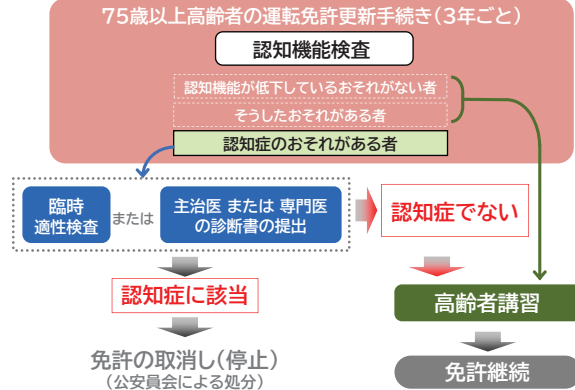 75歳以上高齢者の運転免許更新手続き(3年ごと)
認知機能検査
認知機能が低下しているおそれがない者
そうしたおそれがある者
認知症のおそれがある者
臨時
適性検査
または
主治医 または 専門医
の診断書の提出
認知症でない
認知症に該当
高齢者講習
免許の取消し(停止)
(公安員会による処分)
免許継続